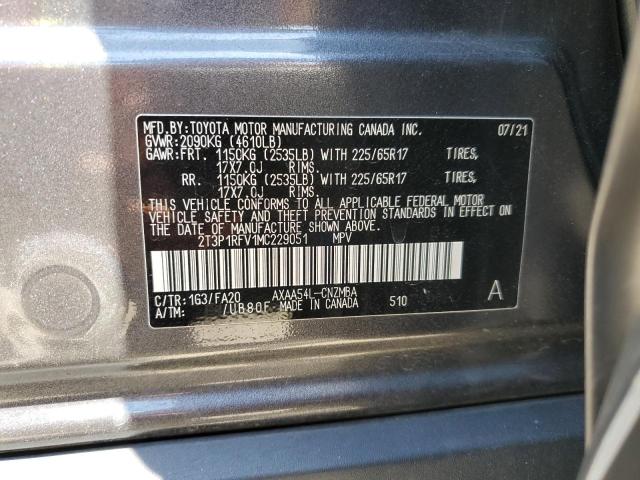 MFD.BY:TOYOTA MOTOR MANUFACTURING CANADA INC. 07/21
GVWR:2090KG (4610LB)
GAWR:FRT. 1150KG (2535LB) WITH 225/65R17 TIRES,
17X7.0J RIMS.
RR. 1150KG (2535LB) WITH 225/65R17 TIRES,
17X7.0J RIMS.
THIS VEHICLE CONFORMS TO ALL APPLICABLE FEDERAL MOTOR
VEHICLE SAFETY AND THEFT PREVENTION STANDARDS IN EFFECT ON
THE DATE OF MANUFACTURE SHOWN ABOVE.
2T3P1RFV1MC229051 MPV
C/TR:1G3/FA20 AXAA54L-CNZMBA 510 A
A/TM: /UB80F MADE IN CANADA